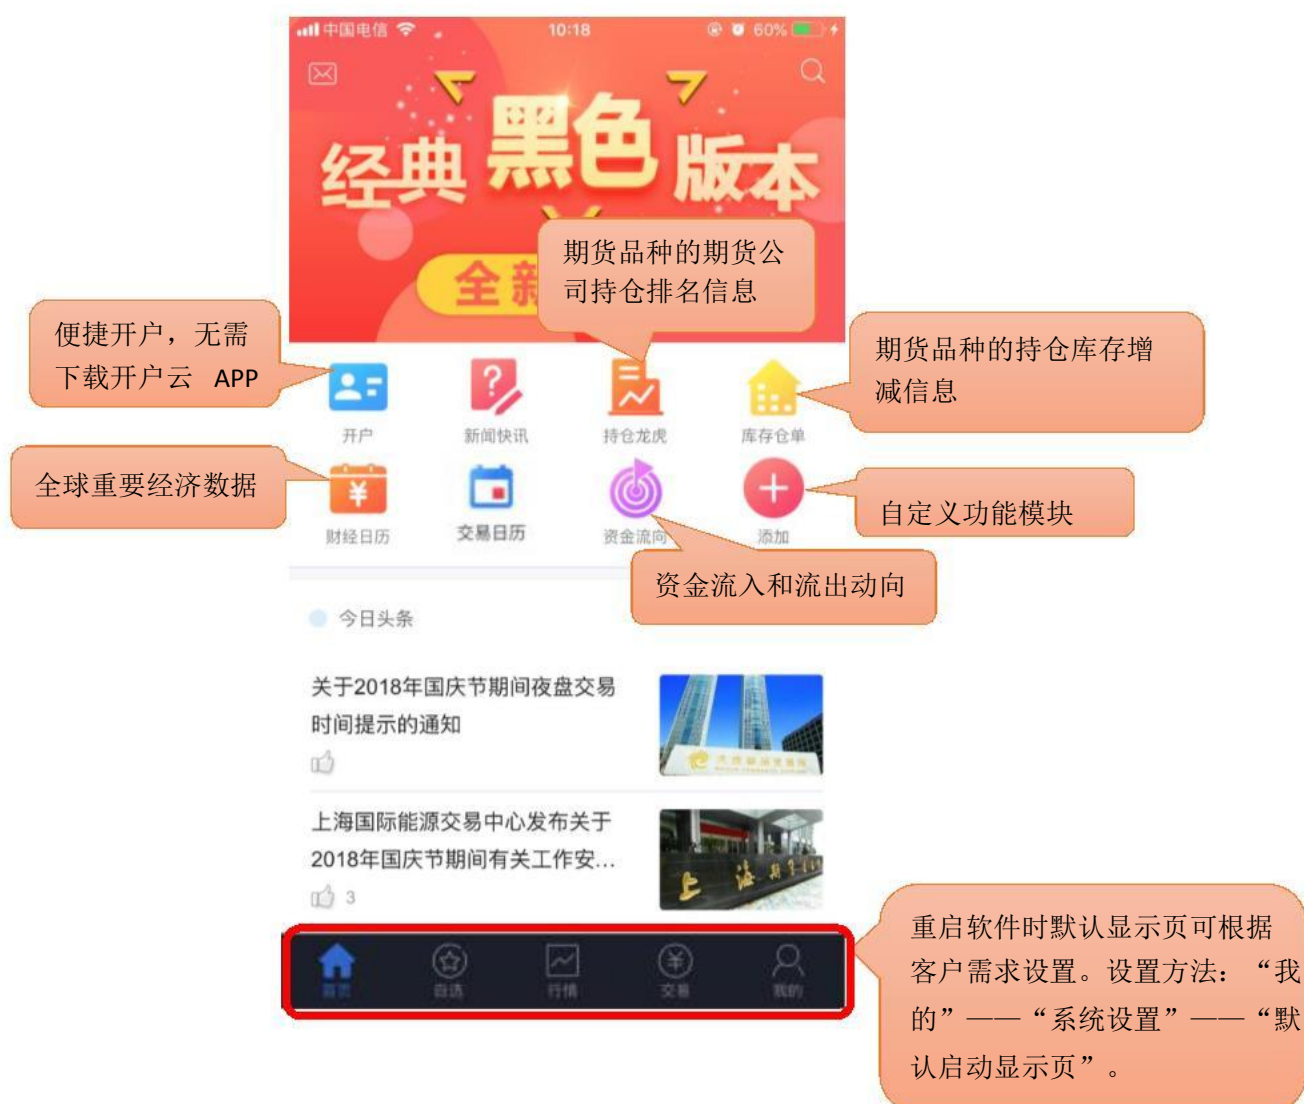 中国电信
10:18
60%
经典黑色版本
全新
期货品种的期货公
司持仓排名信息
便捷开户，无需
下载开户云 APP
期货品种的持仓库存增
减信息
开户
新闻快讯
持仓龙虎
库存仓单
全球重要经济数据
自定义功能模块
财经日历
交易日历
资金流向
添加
资金流入和流出动向
今日头条
关于2018年国庆节期间夜盘交易
时间提示的通知
上海国际能源交易中心发布关于
2018年国庆节期间有关工作安...
3
上海期货
重启软件时默认显示页可根据
客户需求设置。设置方法：“我
的”——“系统设置”——“默
认启动显示页”。
首页
自选
行情
交易
我的